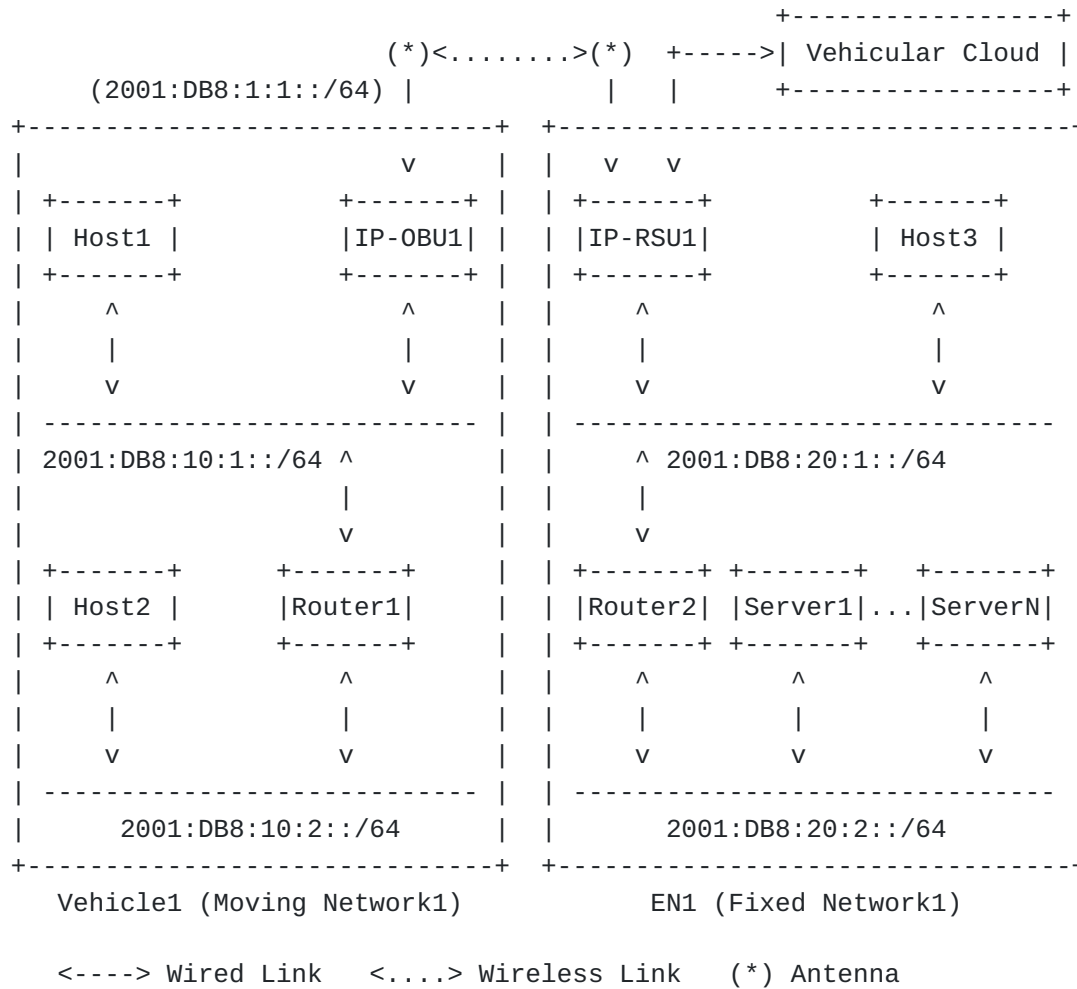 +-----------------+
                        (*)<........>(*)  +----->| Vehicular Cloud |
     (2001:DB8:1:1::/64) |            |   |      +-----------------+
+------------------------------+  +----------------------------------
|                        v     |  |   v   v
| +-------+          +-------+ |  | +-------+          +-------+
| | Host1 |          |IP-OBU1| |  | |IP-RSU1|          | Host3 |
| +-------+          +-------+ |  | +-------+          +-------+
|     ^                  ^     |  |     ^                  ^
|     |                  |     |  |     |                  |
|     v                  v     |  |     v                  v
| ---------------------------- |  | -------------------------------
| 2001:DB8:10:1::/64 ^         |  |     ^ 2001:DB8:20:1::/64
|                    |         |  |     |
|                    v         |  |     v
| +-------+      +-------+     |  | +-------+ +-------+   +-------+
| | Host2 |      |Router1|     |  | |Router2| |Server1|...|ServerN|
| +-------+      +-------+     |  | +-------+ +-------+   +-------+
|     ^              ^         |  |     ^         ^           ^
|     |              |         |  |     |         |           |
|     v              v         |  |     v         v           v
| ---------------------------- |  | -------------------------------
|      2001:DB8:10:2::/64      |  |       2001:DB8:20:2::/64
+------------------------------+  +----------------------------------
   Vehicle1 (Moving Network1)            EN1 (Fixed Network1)

   <----> Wired Link   <....> Wireless Link   (*) Antenna